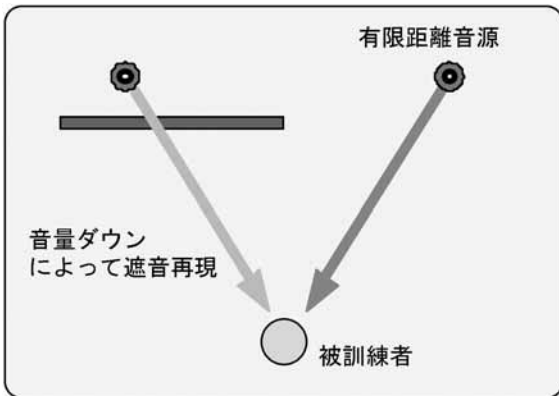 有限距離音源
音量ダウン
によって遮音再現
被訓練者